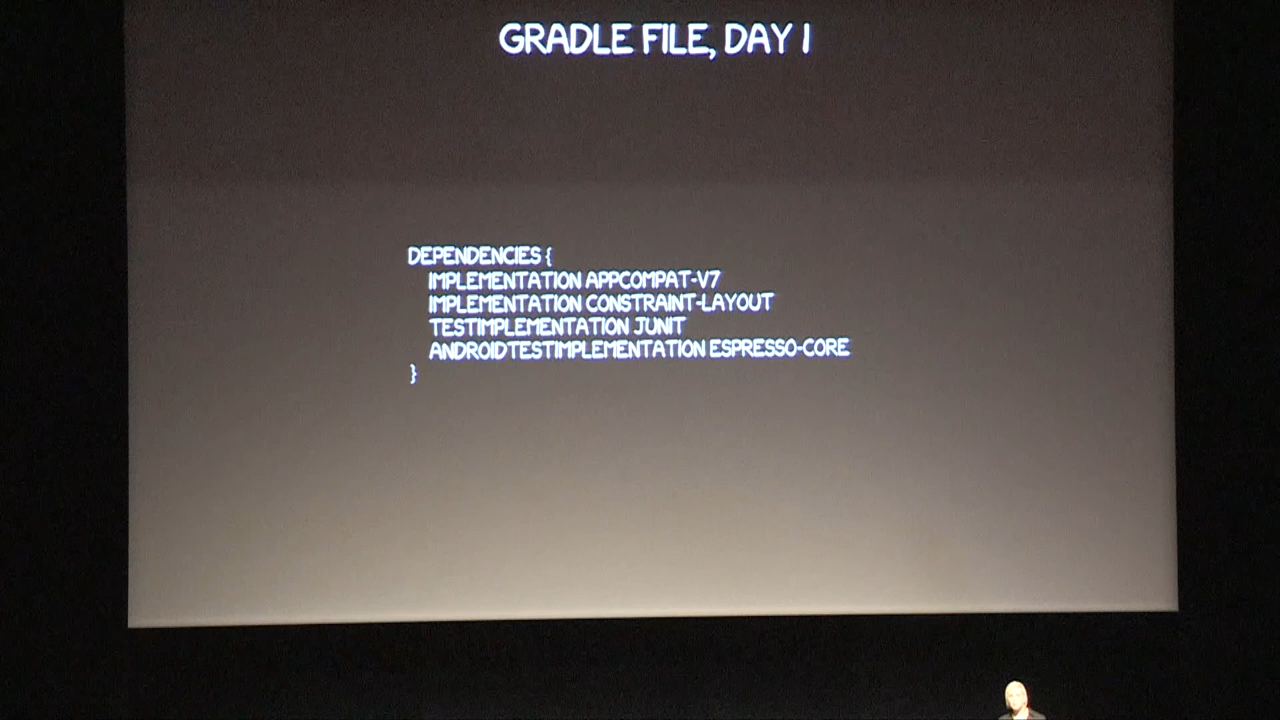 GRADLE FILE, DAY 1
DEPENDENCIES {
IMPLEMENTATION APPCOMPAT-V7
IMPLEMENTATION CONSTRAINT-LAYOUT
TESTIMPLEMENTATION JUNIT
ANDROIDTESTIMPLEMENTATION ESPRESSO-CORE
}